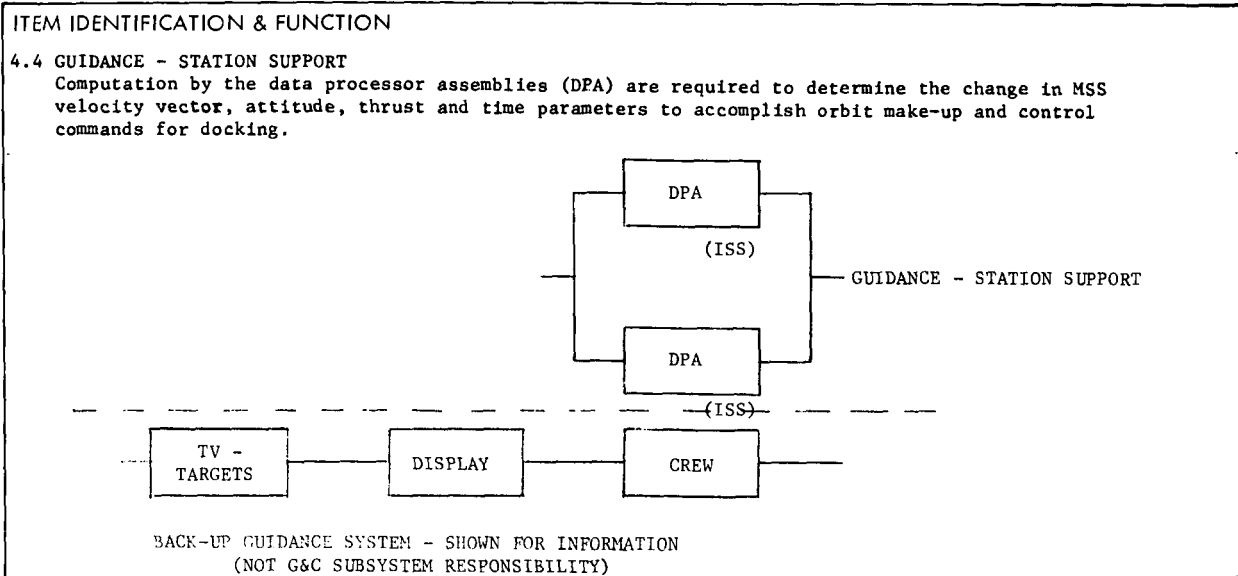 ITEM IDENTIFICATION & FUNCTION
4.4 GUIDANCE - STATION SUPPORT
Computation by the data processor assemblies (DPA) are required to determine the change in MSS
velocity vector, attitude, thrust and time parameters to accomplish orbit make-up and control
commands for docking.
DPA
(ISS)
GUIDANCE - STATION SUPPORT
DPA
(ISS)
TV -
TARGETS
DISPLAY
CREW
BACK-UP GUIDANCE SYSTEM - SHOWN FOR INFORMATION
(NOT G&C SUBSYSTEM RESPONSIBILITY)